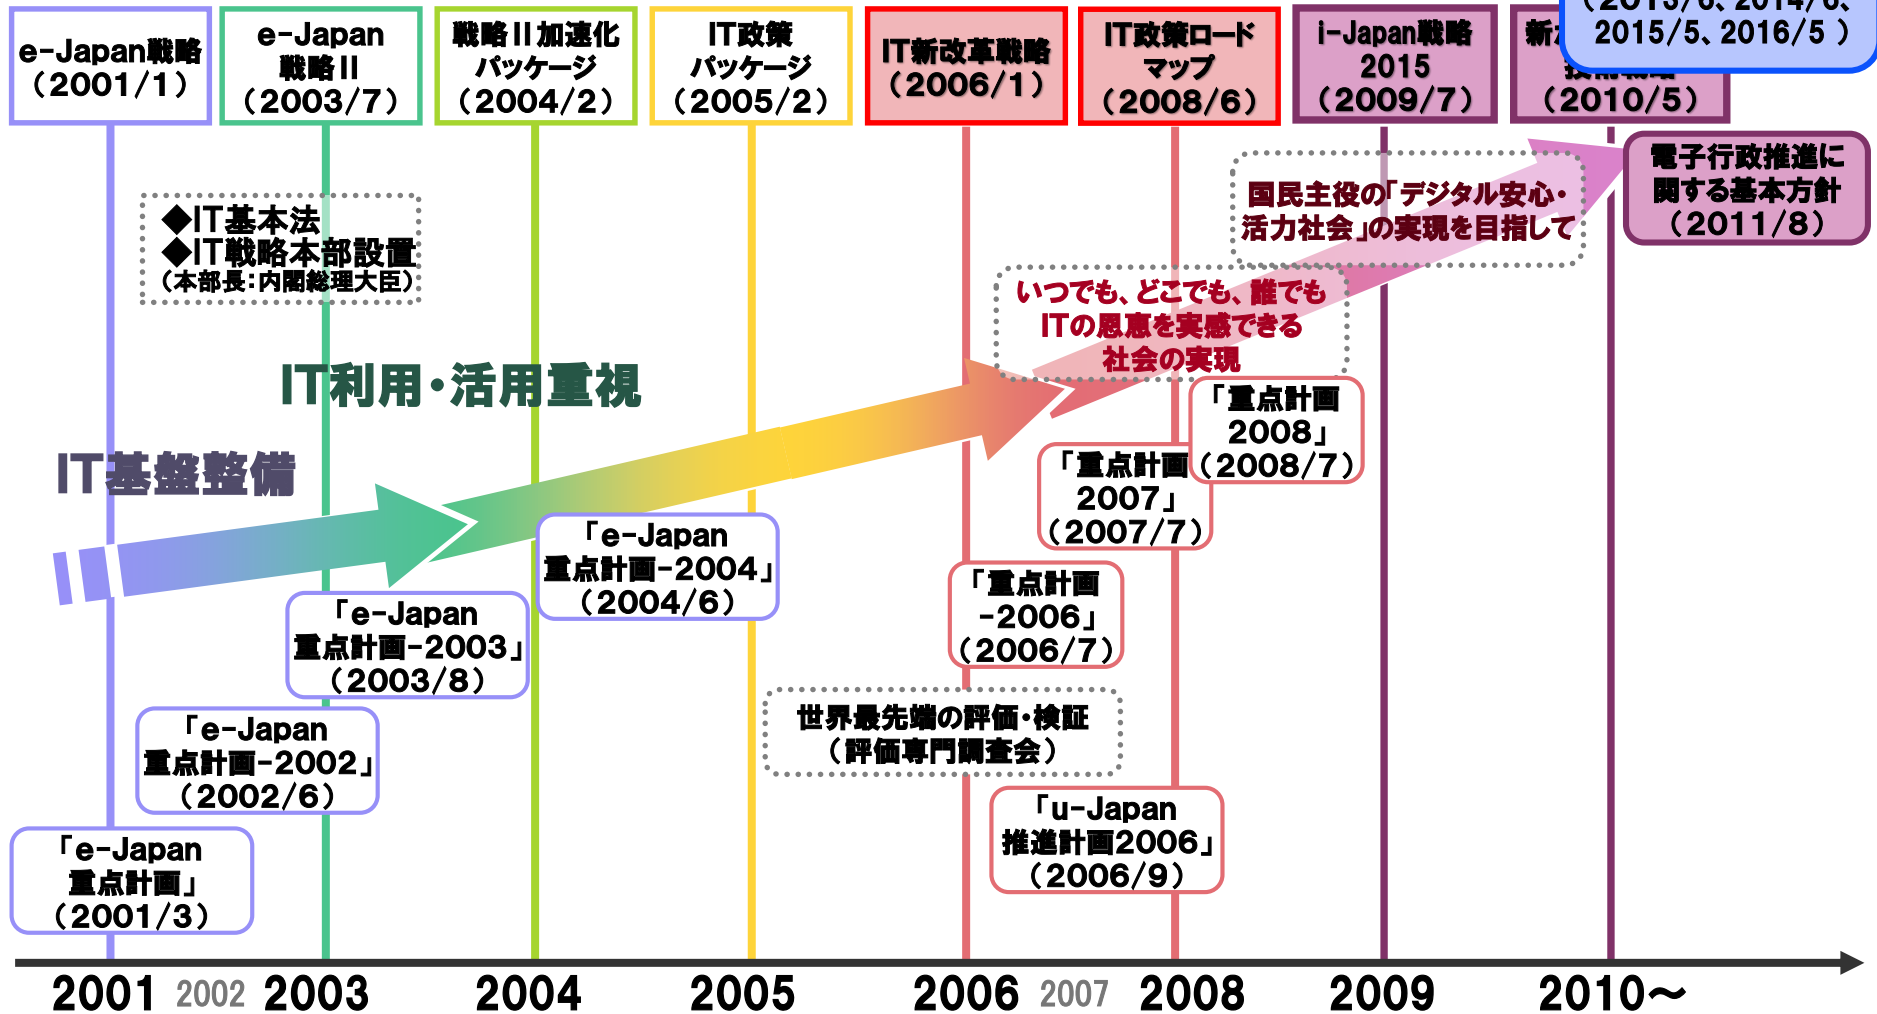 e-Japan戦略
（2001/1）
e-Japan
戦略Ⅱ
（2003/7）
戦略Ⅱ加速化
パッケージ
（2004/2）
IT政策
パッケージ
（2005/2）
IT新改革戦略
（2006/1）
IT政策ロード
マップ
（2008/6）
i-Japan戦略
2015
（2009/7）
新
（2010/5）
（2013/6、2014/6、
2015/5、2016/5 ）
電子行政推進に
関する基本方針
（2011/8）
◆IT基本法
◆IT戦略本部設置
（本部長：内閣総理大臣）
国民主役の「デジタル安心・
活力社会」の実現を目指して
いつでも、どこでも、誰でも
ITの恩恵を実感できる
社会の実現
IT利用・活用重視
IT基盤整備
「重点計画
2008」
（2008/7）
「重点計画
2007」
（2007/7）
「e-Japan
重点計画-2004」
（2004/6）
「重点計画
-2006」
（2006/7）
「e-Japan
重点計画-2003」
（2003/8）
世界最先端の評価・検証
（評価専門調査会）
「e-Japan
重点計画-2002」
（2002/6）
「u-Japan
推進計画2006」
（2006/9）
「e-Japan
重点計画」
（2001/3）
2001 2002 2003 2004 2005 2006 2007 2008 2009 2010～